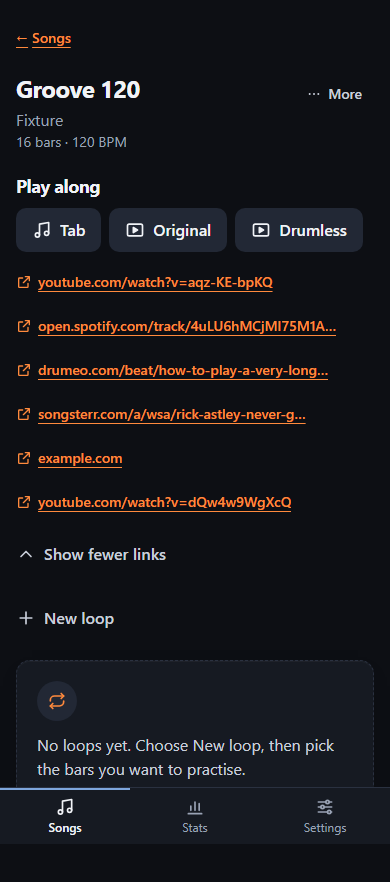 ← Songs
Groove 120
··· More
Fixture
16 bars · 120 BPM
Play along
Tab
Original
Drumless
youtube.com/watch?v=aqz-KE-bpKQ
open.spotify.com/track/4uLU6hMCjMI75M1A...
drumeo.com/beat/how-to-play-a-very-long...
songsterr.com/a/wsa/rick-astley-never-g...
example.com
youtube.com/watch?v=dQw4w9WgXcQ
Show fewer links
New loop
No loops yet. Choose New loop, then pick
the bars you want to practise.
Songs
Stats
Settings